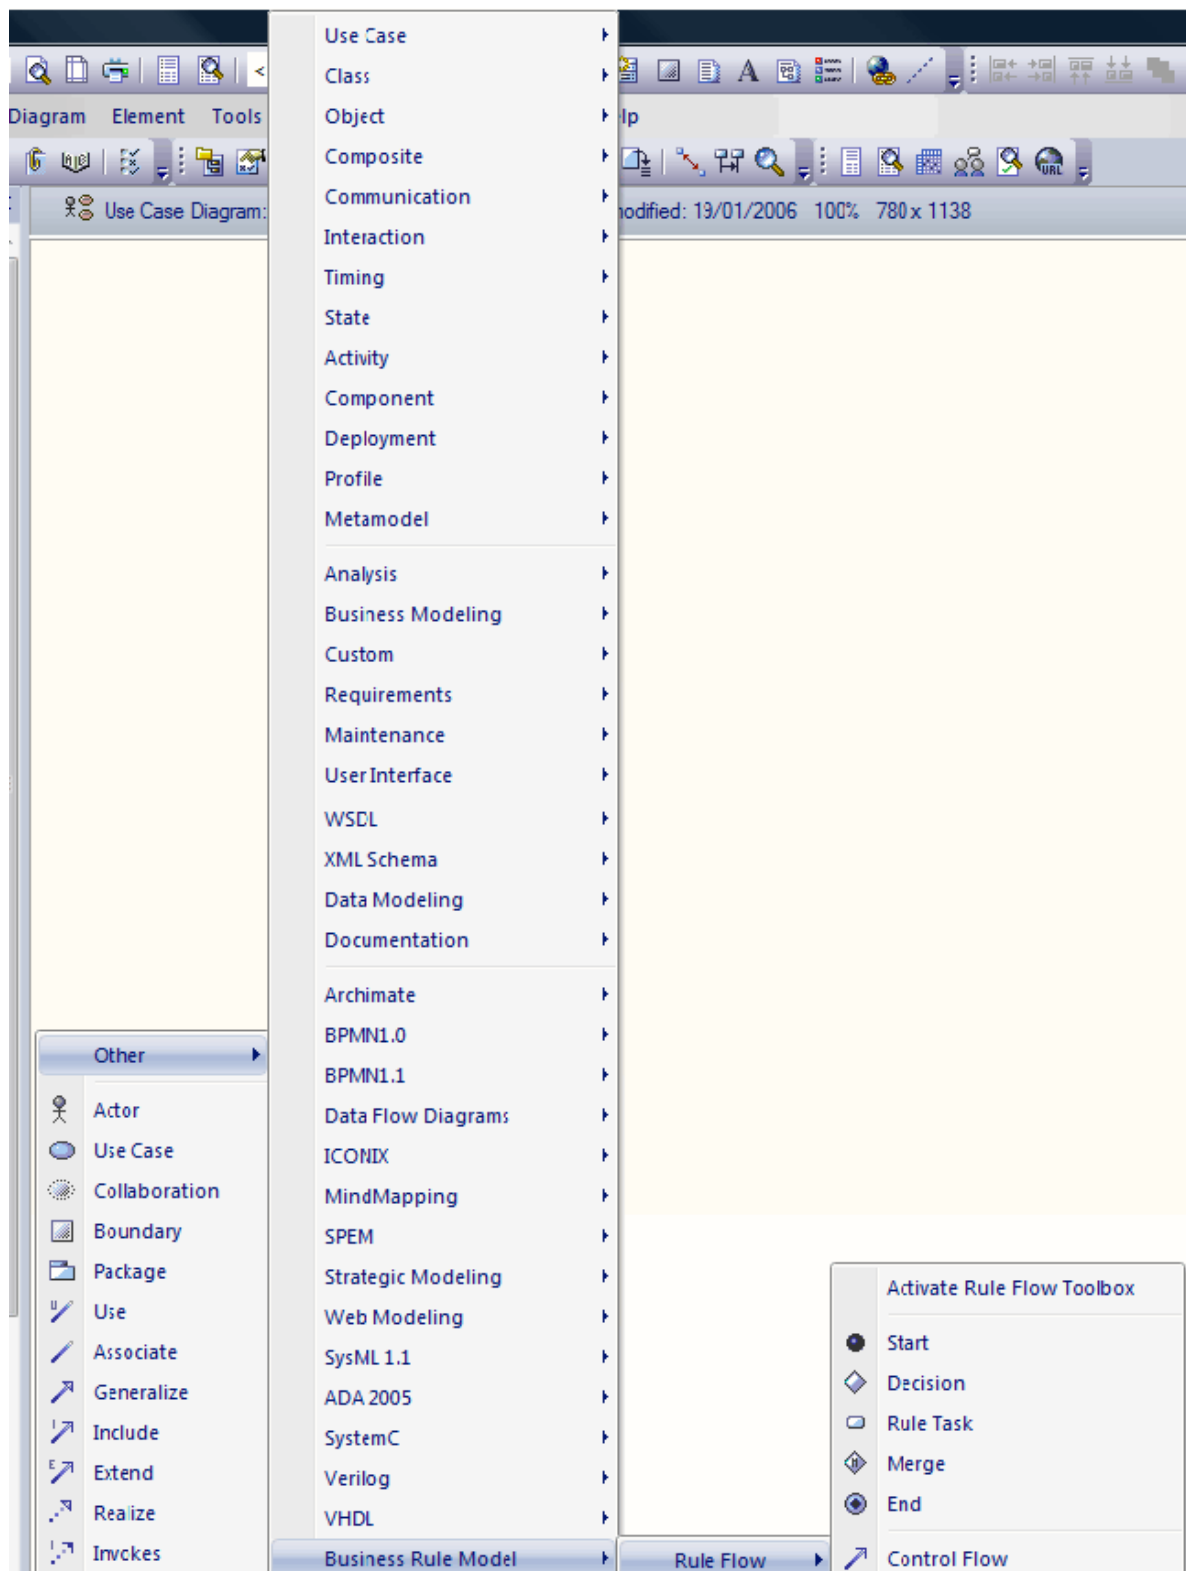 <
A
Diagram Element Tools
Use Case Diagram:
modified: 19/01/2006 100% 780 x 1138
URL
Use Case
Class
Object
Composite
Communication
Interaction
Timing
State
Activity
Component
Deployment
Profile
Metamodel
Analysis
Business Modeling
Custom
Requirements
Maintenance
User Interface
WSDL
XML Schema
Data Modeling
Documentation
Archimate
BPMN1.0
BPMN1.1
Data Flow Diagrams
ICONIX
MindMapping
SPEM
Strategic Modeling
Web Modeling
SysML 1.1
ADA 2005
SystemC
Verilog
VHDL
Business Rule Model
Other
Actor
Use Case
Collaboration
Boundary
Package
Use
Associate
Generalize
Include
Extend
Realize
Invokes
Rule Flow
Activate Rule Flow Toolbox
Start
Decision
Rule Task
Merge
End
Control Flow